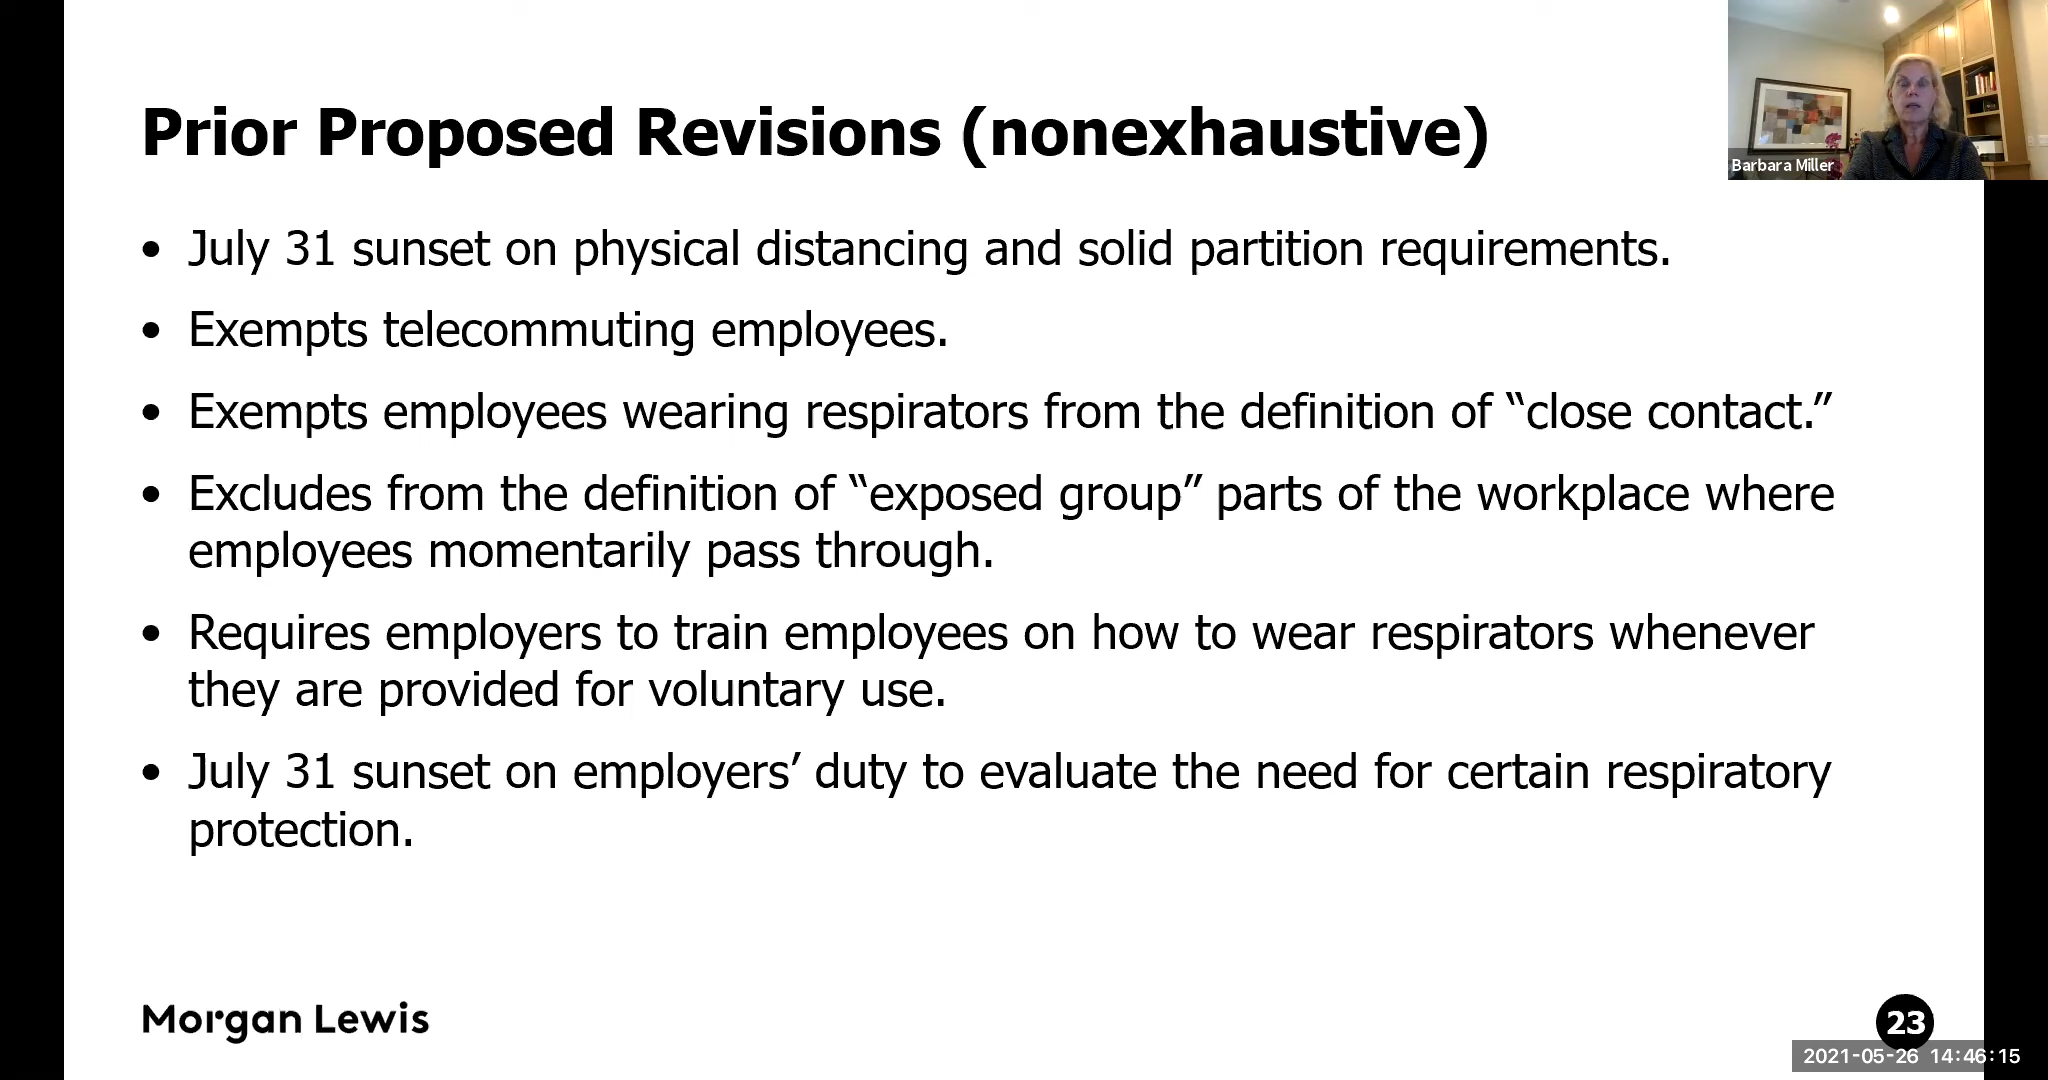 Prior Proposed Revisions (nonexhaustive)
Barbara Miller
• July 31 sunset on physical distancing and solid partition requirements.
• Exempts telecommuting employees.
• Exempts employees wearing respirators from the definition of “close contact.”
• Excludes from the definition of “exposed group” parts of the workplace where
employees momentarily pass through.
• Requires employers to train employees on how to wear respirators whenever
they are provided for voluntary use.
• July 31 sunset on employers’ duty to evaluate the need for certain respiratory
protection.
Morgan Lewis
23
2021-05-26 14:46:15